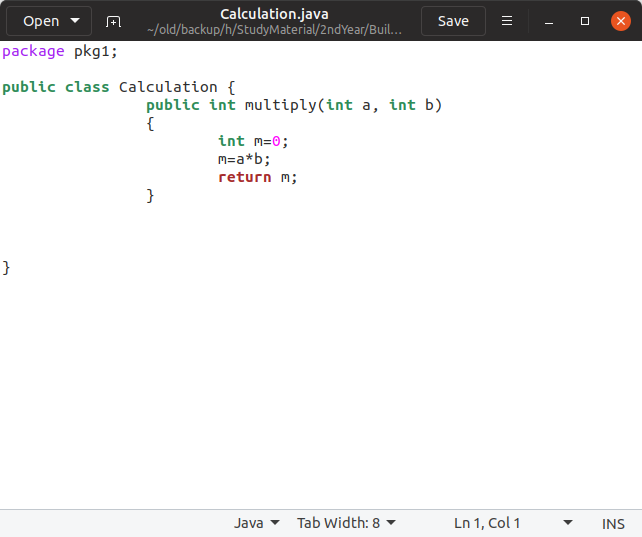 Open
Calculation.java
~/old/backup/h/StudyMaterial/2ndYear/Buil...
Save
package pkg1;
public class Calculation {
public int multiply(int a, int b)
{
int m=0;
m=a*b;
return m;
}
}
Java
Tab Width: 8
Ln 1, Col 1
INS